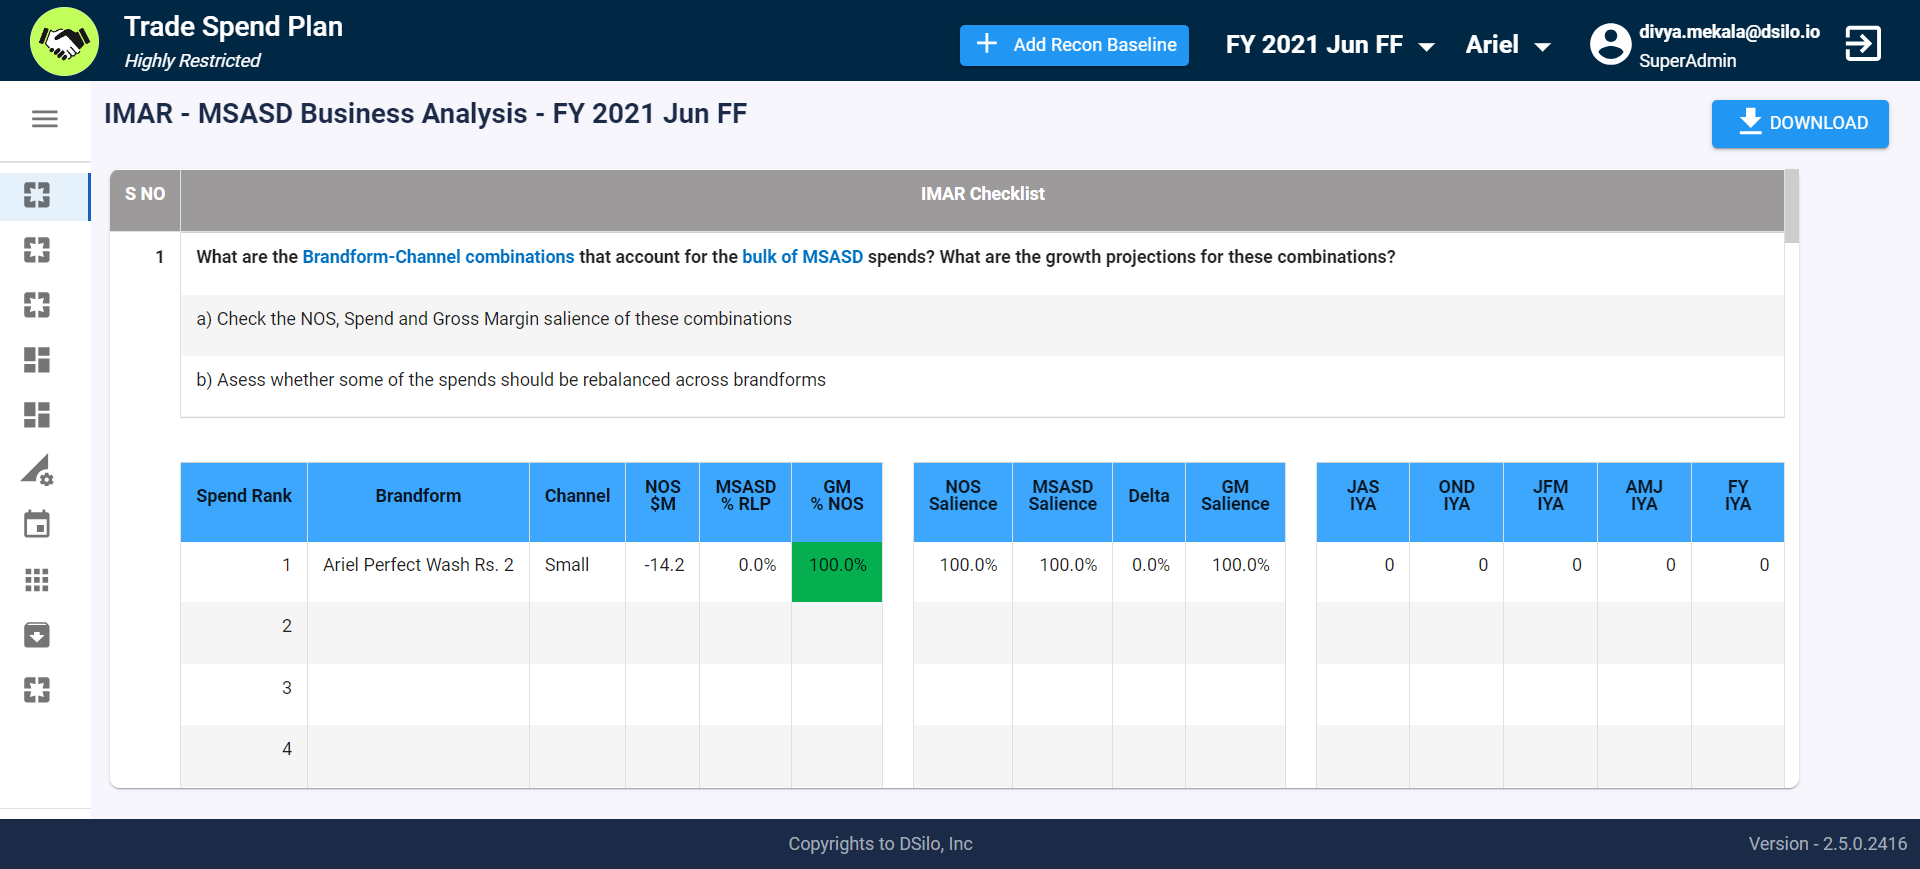 Trade Spend Plan
Highly Restricted
Add Recon Baseline
FY 2021 Jun FF
Ariel
divya.mekala@dsilo.io
SuperAdmin
IMAR - MSASD Business Analysis - FY 2021 Jun FF
DOWNLOAD
S NO IMAR Checklist
1 What are the Brandform-Channel combinations that account for the bulk of MSASD spends? What are the growth projections for these combinations?
a) Check the NOS, Spend and Gross Margin salience of these combinations
b) Asess whether some of the spends should be rebalanced across brandforms
Spend Rank Brandform Channel NOS $M MSASD % RLP GM % NOS NOS Salience MSASD Salience Delta GM Salience JAS IYA OND IYA JFM IYA AMJ IYA FY IYA
1 Ariel Perfect Wash Rs. 2 Small -14.2 0.0% 100.0% 100.0% 100.0% 0.0% 100.0% 0 0 0 0 0
2
3
4
Copyrights to DSilo, Inc
Version - 2.5.0.2416